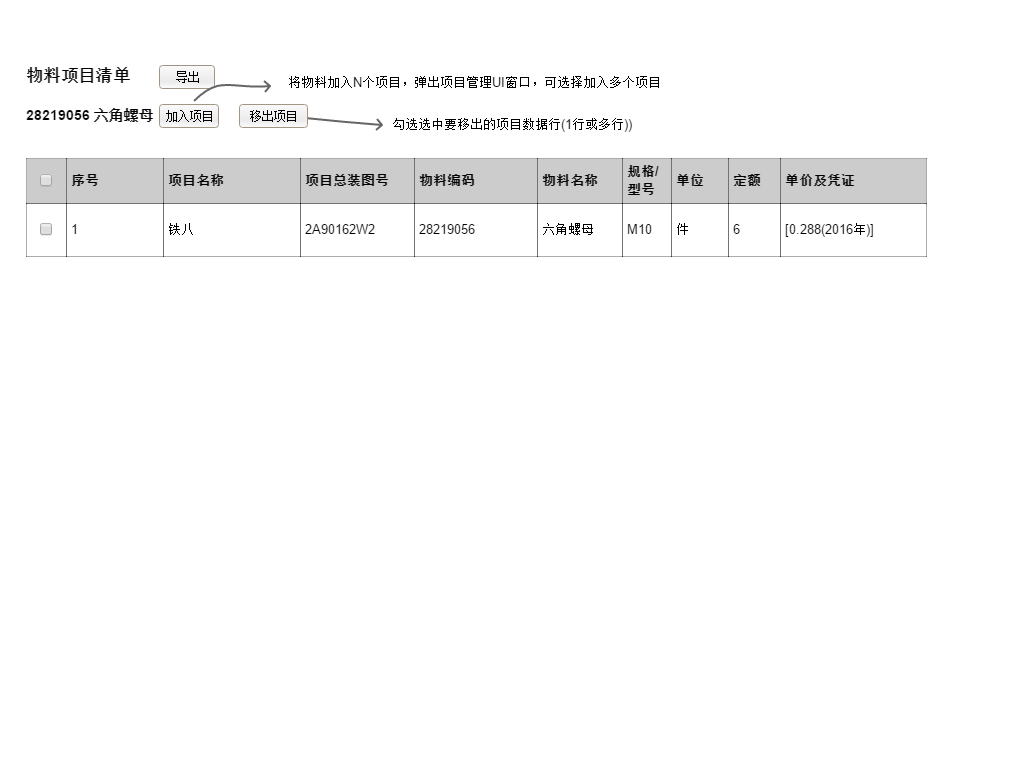 物料项目清单 导出
将物料加入N个项目，弹出项目管理UI窗口，可选择加入多个项目
28219056 六角螺母 加入项目 移出项目
勾选选中要移出的项目数据行(1行或多行))
序号 项目名称 项目总装图号 物料编码 物料名称 规格/型号 单位 定额 单价及凭证
1 铁八 2A90162W2 28219056 六角螺母 M10 件 6 [0.288(2016年)]